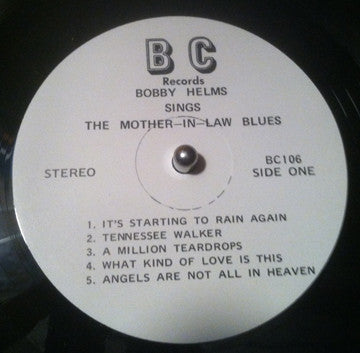 B C
Records
BOBBY HELMS
SINGS
THE MOTHER-IN-LAW BLUES
STEREO
BC106
SIDE ONE
1. IT'S STARTING TO RAIN AGAIN
2. TENNESSEE WALKER
3. A MILLION TEARDROPS
4. WHAT KIND OF LOVE IS THIS
5. ANGELS ARE NOT ALL IN HEAVEN